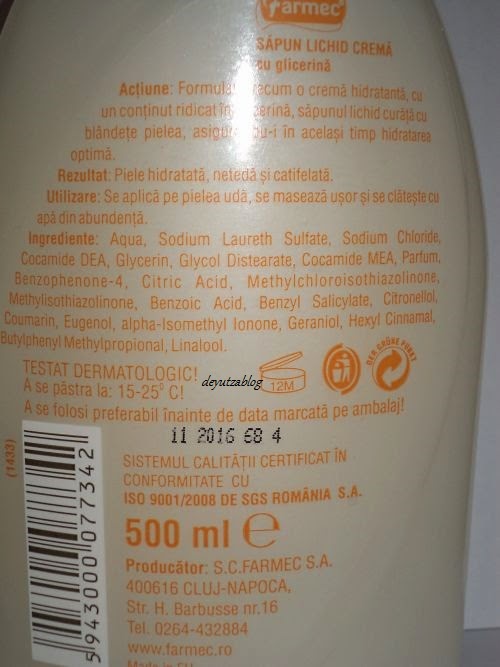 farmec
SĂPUN LICHID CREMĂ
cu glicerină
Acțiune: Formulat precum o cremă hidratantă, cu
un conținut ridicat în glicerină, săpunul lichid curăță cu
blândețe pielea, asigurându-i în același timp hidratarea
optimă.
Rezultat: Piele hidratată, netedă și catifelată.
Utilizare: Se aplică pe pielea udă, se masează ușor și se clătește cu
apă din abundență.
Ingrediente: Aqua, Sodium Laureth Sulfate, Sodium Chloride,
Cocamide DEA, Glycerin, Glycol Distearate, Cocamide MEA, Parfum,
Benzophenone-4, Citric Acid, Methylchloroisothiazolinone,
Methylisothiazolinone, Benzoic Acid, Benzyl Salicylate, Citronellol,
Coumarin, Eugenol, alpha-Isomethyl Ionone, Geraniol, Hexyl Cinnamal,
Butylphenyl Methylpropional, Linalool.
TESTAT DERMATOLOGIC!
A se păstra la: 15-25° C!
deyutzablog
12M
DER GRÜNE PUNKT
A se folosi preferabil înainte de data marcată pe ambalaj!
11 2016 68 4
(1433)
5 943000 077342
SISTEMUL CALITĂȚII CERTIFICAT ÎN
CONFORMITATE CU
ISO 9001/2008 DE SGS ROMÂNIA S.A.
500 ml e
Producător: S.C.FARMEC S.A.
400616 CLUJ-NAPOCA,
Str. H. Barbusse nr.16
Tel. 0264-432884
www.farmec.ro
Made in EU